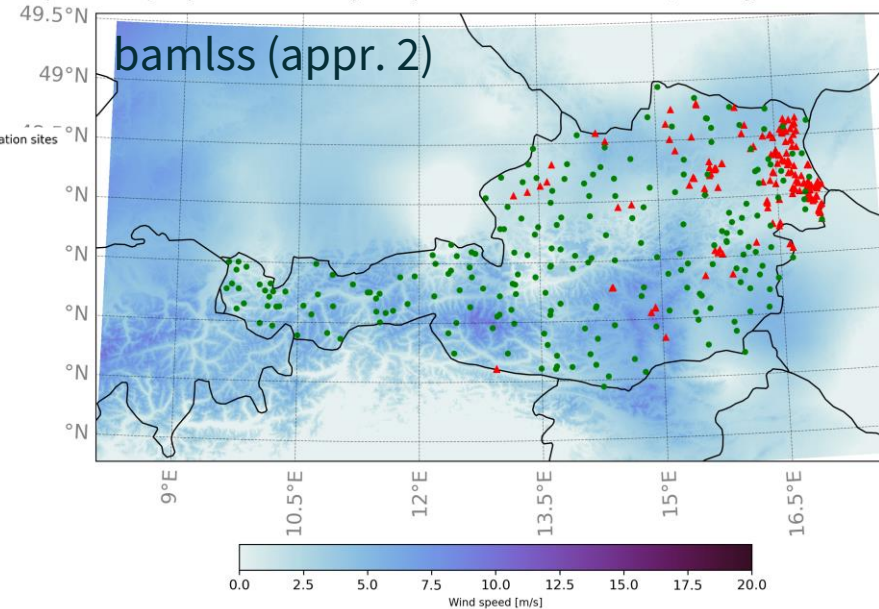 49.5°N
bamlss (appr. 2)
49°N
ation sites
°N
°N
°N
°N
°N
°N
9°E
10.5°E
12°E
13.5°E
15°E
16.5°E
0.0 2.5 5.0 7.5 10.0 12.5 15.0 17.5 20.0
Wind speed [m/s]